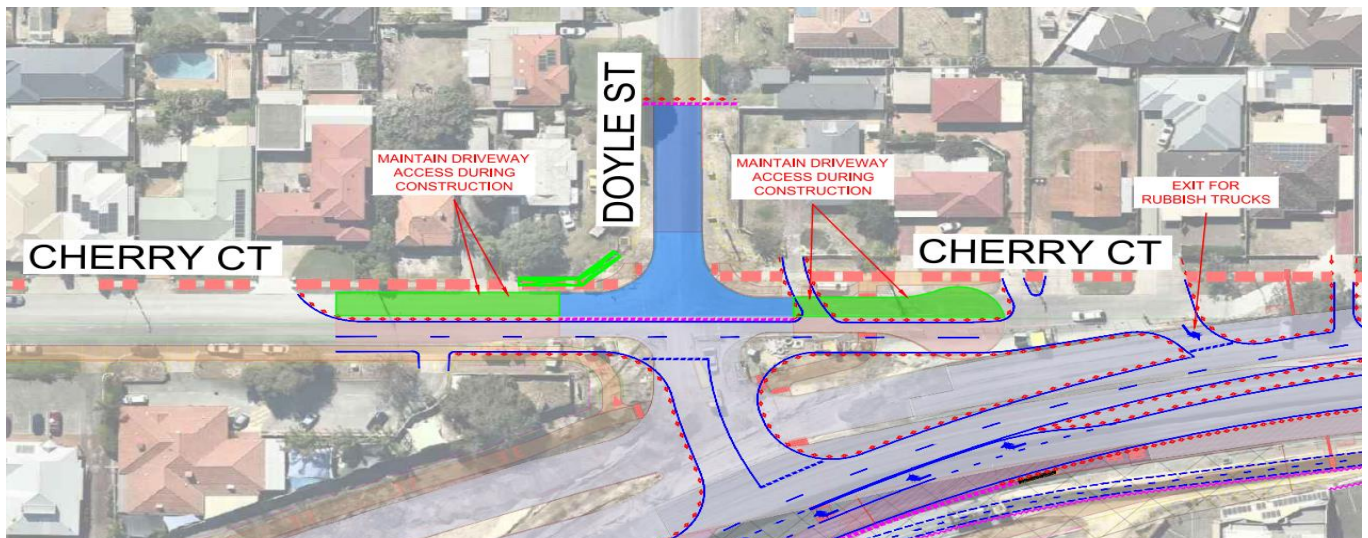 DOYLE ST
MAINTAIN DRIVEWAY
ACCESS DURING
CONSTRUCTION
MAINTAIN DRIVEWAY
ACCESS DURING
CONSTRUCTION
EXIT FOR
RUBBISH TRUCKS
CHERRY CT
CHERRY CT